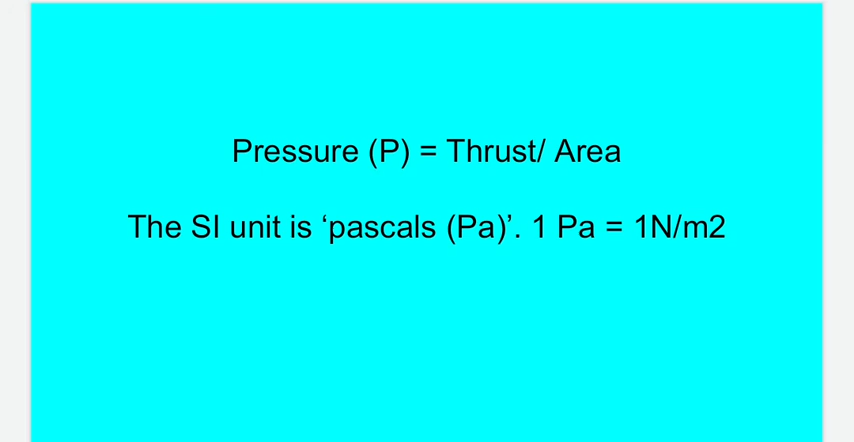 Pressure (P) = Thrust/ Area
The SI unit is ‘pascals (Pa)’. 1 Pa = 1N/m2